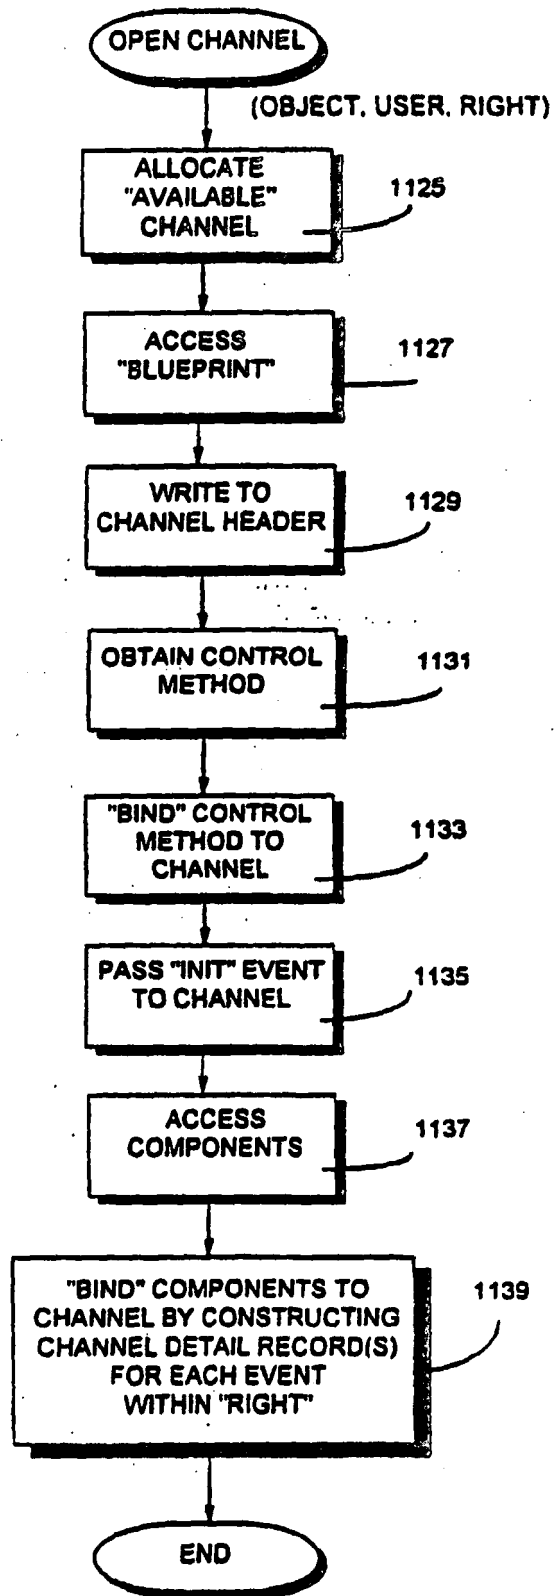 OPEN CHANNEL
(OBJECT, USER, RIGHT)
ALLOCATE
"AVAILABLE"
CHANNEL
1125
ACCESS
"BLUEPRINT"
1127
WRITE TO
CHANNEL HEADER
1129
OBTAIN CONTROL
METHOD
1131
"BIND" CONTROL
METHOD TO
CHANNEL
1133
PASS "INIT" EVENT
TO CHANNEL
1135
ACCESS
COMPONENTS
1137
"BIND" COMPONENTS TO
CHANNEL BY CONSTRUCTING
CHANNEL DETAIL RECORD(S)
FOR EACH EVENT
WITHIN "RIGHT"
1139
END